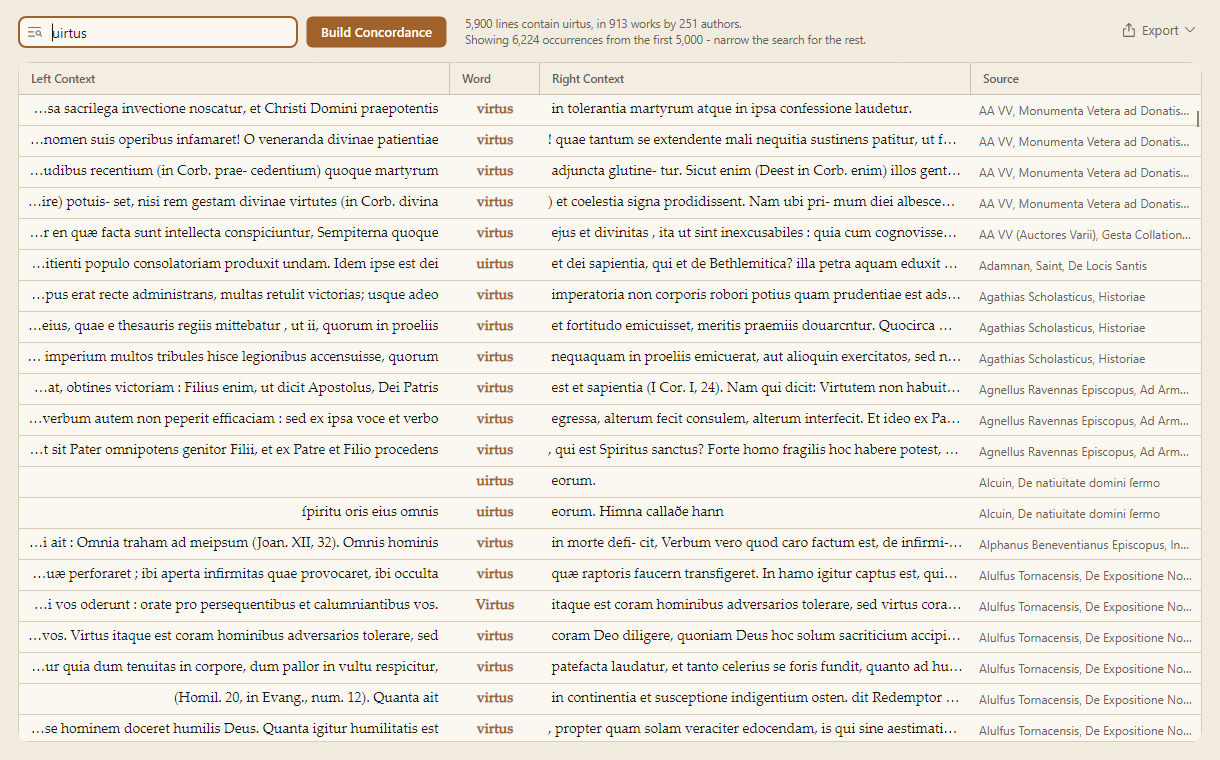 uirtus
Build Concordance
5,900 lines contain uirtus, in 913 works by 251 authors.
Showing 6,224 occurrences from the first 5,000 - narrow the search for the rest.
Export
Left Context Word Right Context Source
…sa sacrilega invectione noscatur, et Christi Domini praepotentis virtus in tolerantia martyrum atque in ipsa confessione laudetur. AA VV, Monumenta Vetera ad Donatis…
…nomen suis operibus infamaret! O veneranda divinae patientiae virtus ! quae tantum se extendente mali nequitia sustinens patitur, ut f… AA VV, Monumenta Vetera ad Donatis…
…udibus recentium (in Corb. prae- cedentium) quoque martyrum virtus adjuncta glutine- tur. Sicut enim (Deest in Corb. enim) illos gent… AA VV, Monumenta Vetera ad Donatis…
…ire) potuis- set, nisi rem gestam divinae virtutes (in Corb. divina virtus ) et coelestia signa prodidissent. Nam ubi pri- mum diei albesce… AA VV, Monumenta Vetera ad Donatis…
…r en quæ facta sunt intellecta conspiciuntur, Sempiterna quoque virtus ejus et divinitas , ita ut sint inexcusabiles : quia cum cognovisse… AA VV (Auctores Varii), Gesta Collation…
…itienti populo consolatoriam produxit undam. Idem ipse est dei uirtus et dei sapientia, qui et de Bethlemitica? illa petra aquam eduxit … Adamnan, Saint, De Locis Santis
…pus erat recte administrans, multas retulit victorias; usque adeo virtus imperatoria non corporis robori potius quam prudentiae est ads… Agathias Scholasticus, Historiae
…eius, quae e thesauris regiis mittebatur , ut ii, quorum in proeliis virtus et fortitudo emicuisset, meritis praemiis douarcntur. Quocirca … Agathias Scholasticus, Historiae
… imperium multos tribules hisce legionibus accensuisse, quorum virtus nequaquam in proeliis emicuerat, aut alioquin exercitatos, sed n… Agathias Scholasticus, Historiae
…at, obtines victoriam : Filius enim, ut dicit Apostolus, Dei Patris virtus est et sapientia (I Cor. I, 24). Nam qui dicit: Virtutem non habuit… Agnellus Ravennas Episcopus, Ad Arm…
…verbum autem non peperit efficaciam : sed ex ipsa voce et verbo virtus egressa, alterum fecit consulem, alterum interfecit. Et ideo ex Pa… Agnellus Ravennas Episcopus, Ad Arm…
…t sit Pater omnipotens genitor Filii, et ex Patre et Filio procedens virtus , qui est Spiritus sanctus? Forte homo fragilis hoc habere potest, … Agnellus Ravennas Episcopus, Ad Arm…
uirtus eorum. Alcuin, De natiuitate domini ſermo
ſpiritu oris eius omnis uirtus eorum. Himna callaðe hann Alcuin, De natiuitate domini ſermo
…i ait : Omnia traham ad meipsum (Joan. XII, 32). Omnis hominis virtus in morte defi- cit, Verbum vero quod caro factum est, de infirmi-… Alphanus Beneventianus Episcopus, In…
…uæ perforaret ; ibi aperta infirmitas quae provocaret, ibi occulta virtus quæ raptoris faucern transfigeret. In hamo igitur captus est, qui… Alulfus Tornacensis, De Expositione No…
…i vos oderunt : orate pro persequentibus et calumniantibus vos. Virtus itaque est coram hominibus adversarios tolerare, sed virtus cora… Alulfus Tornacensis, De Expositione No…
…vos. Virtus itaque est coram hominibus adversarios tolerare, sed virtus coram Deo diligere, quoniam Deus hoc solum sacriticium accipi… Alulfus Tornacensis, De Expositione No…
…ur quia dum tenuitas in corpore, dum pallor in vultu respicitur, virtus patefacta laudatur, et tanto celerius se foris fundit, quanto ad hu… Alulfus Tornacensis, De Expositione No…
(Homil. 20, in Evang., num. 12). Quanta ait virtus in continentia et susceptione indigentium osten. dit Redemptor … Alulfus Tornacensis, De Expositione No…
…se hominem doceret humilis Deus. Quanta igitur humilitatis est virtus , propter quam solam veraciter edocendam, is qui sine aestimati… Alulfus Tornacensis, De Expositione No…